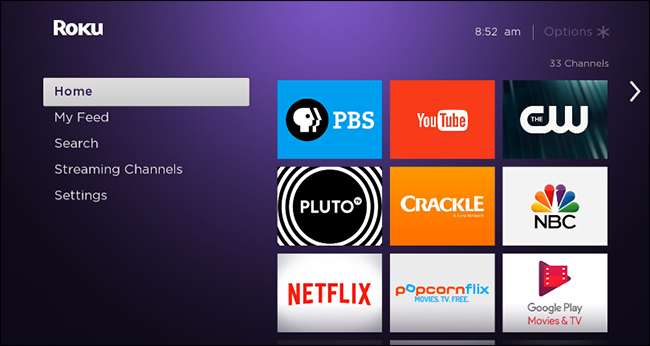 Roku
8:52 am
Options
33 Channels
Home
My Feed
Search
Streaming Channels
Settings
PBS
YouTube
THE
CW
PLUTO
TV
CRACKLE
A Sony Network
NBC
NETFLIX
popcornflix
MOVIES. TV. FREE.
Google Play
Movies & TV